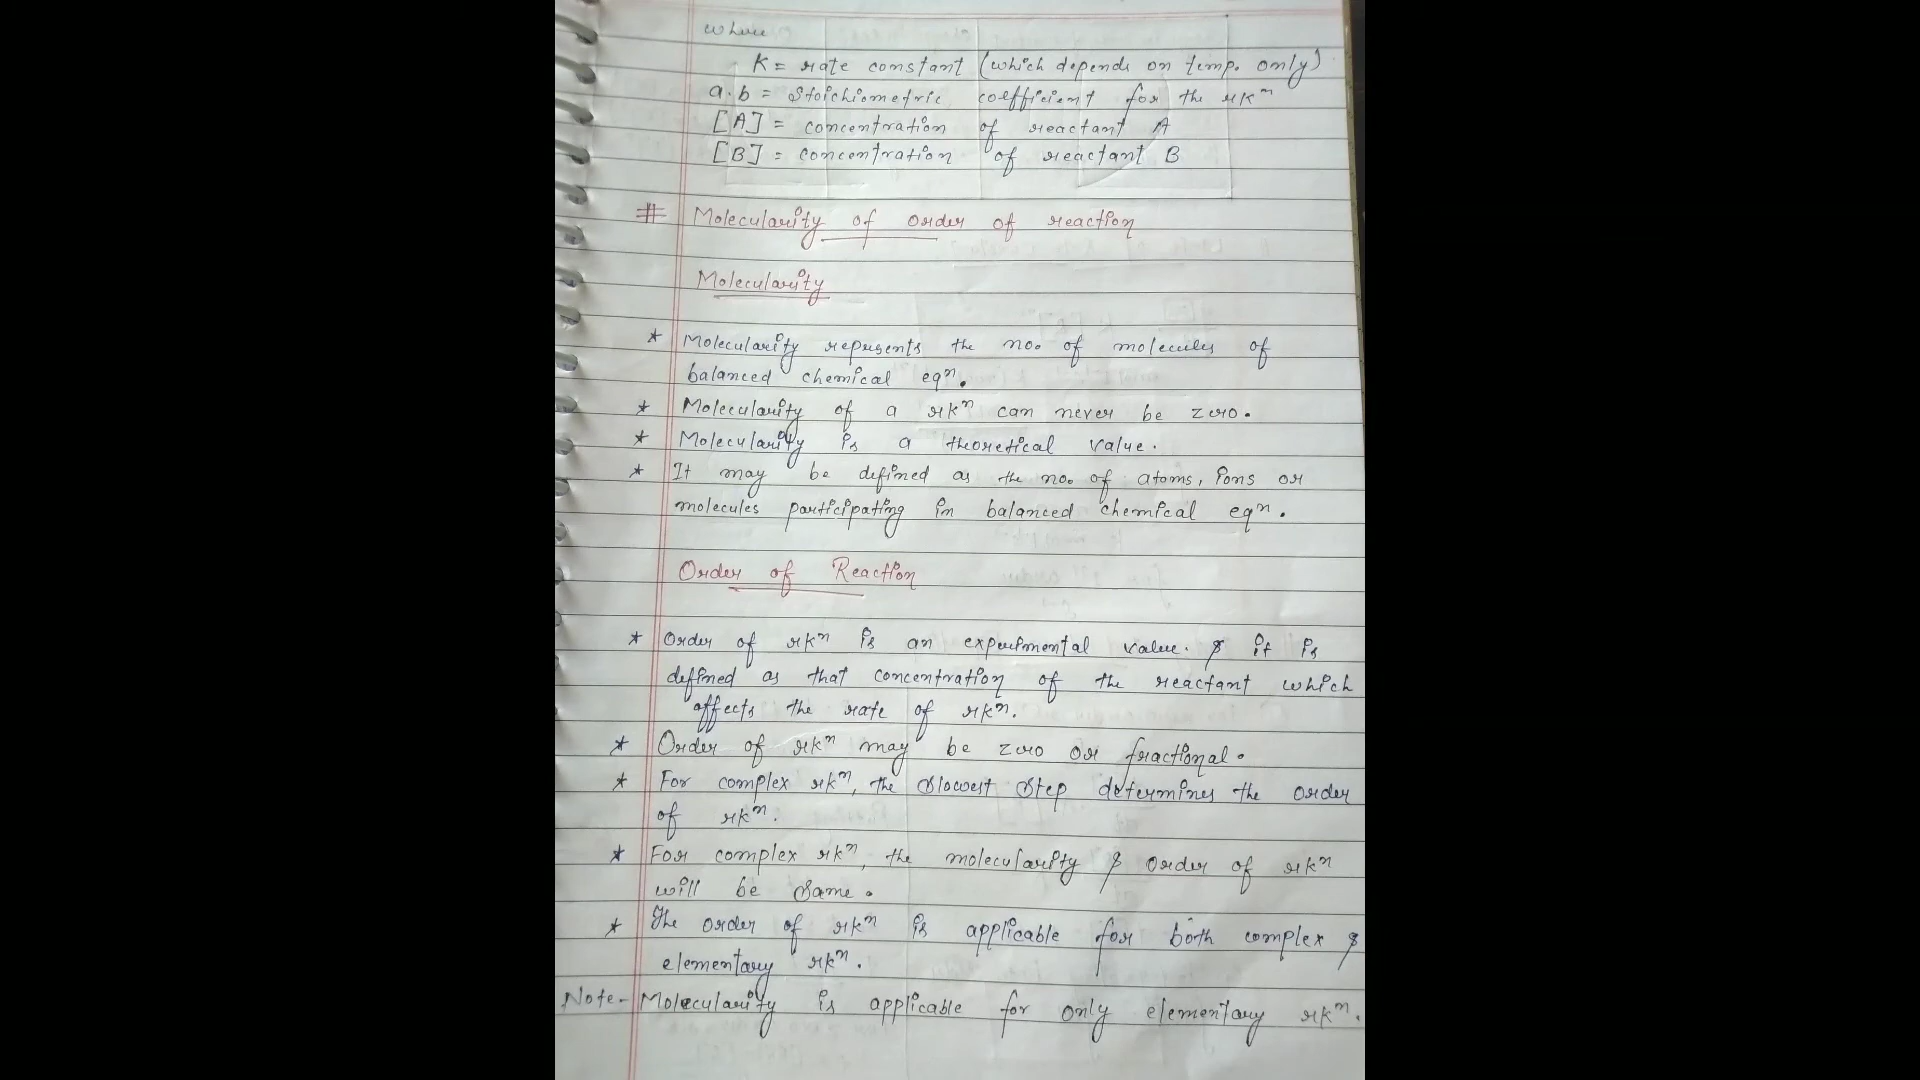 where
K = rate constant (which depends on temp. only)
a.b = Stoichiometric coefficient for the rxⁿ
[A] = concentration of reactant A
[B] = concentration of reactant B
# Molecularity of order of reaction
Molecularity
* Molecularity represents the no. of molecules of
balanced chemical eqⁿ.
* Molecularity of a rxⁿ can never be zero.
* Molecularity is a theoretical value.
* It may be defined as the no. of atoms, ions or
molecules participating in balanced chemical eqⁿ.
Order of Reaction
* Order of rxⁿ is an experimental value. & it is
defined as that concentration of the reactant which
affects the rate of rxⁿ.
* Order of rxⁿ may be zero or fractional.
* For complex rxⁿ, the slowest step determines the order
of rxⁿ.
* For complex rxⁿ, the molecularity & order of rxⁿ
will be same.
* The order of rxⁿ is applicable for both complex &
elementary rxⁿ.
Note - Molecularity is applicable for only elementary rxⁿ.